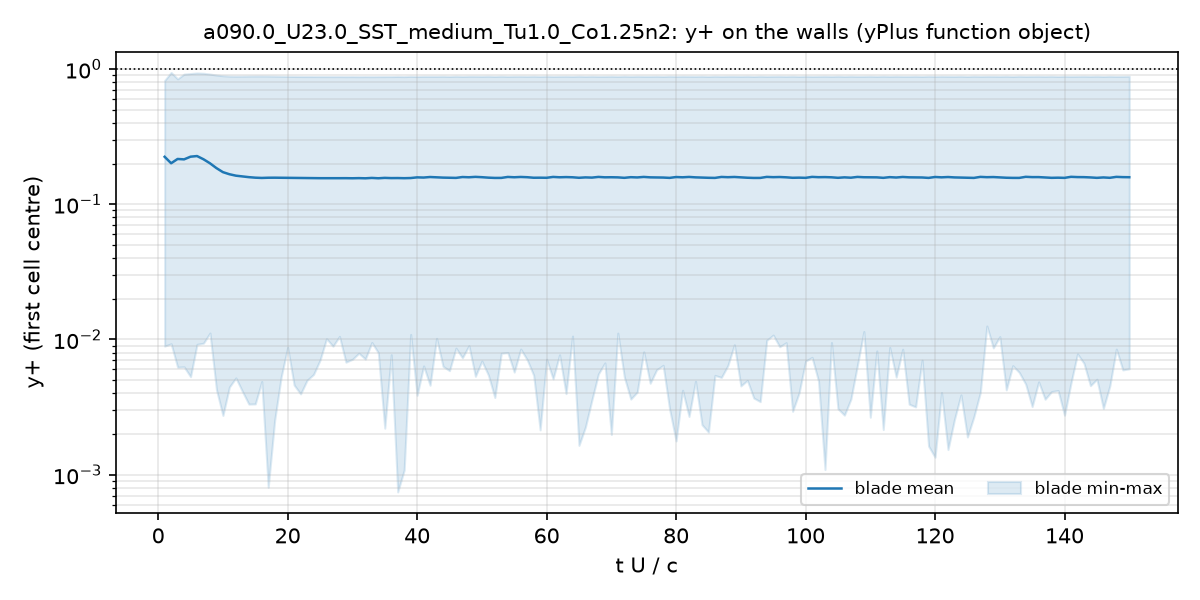 a090.0_U23.0_SST_medium_Tu1.0_Co1.25n2: y+ on the walls (yPlus function object)
y+ (first cell centre)
10⁰
10⁻¹
10⁻²
10⁻³
blade mean
blade min-max
0 20 40 60 80 100 120 140
t U / c